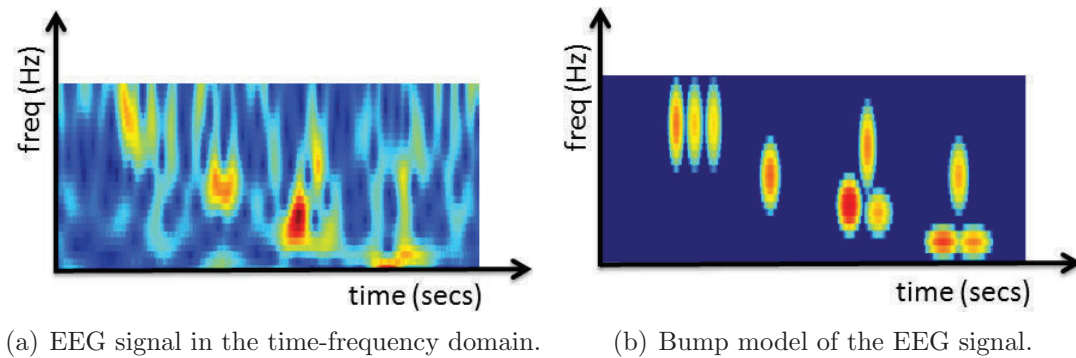 freq (Hz)
time (secs)
(a) EEG signal in the time-frequency domain.
freq (Hz)
time (secs)
(b) Bump model of the EEG signal.